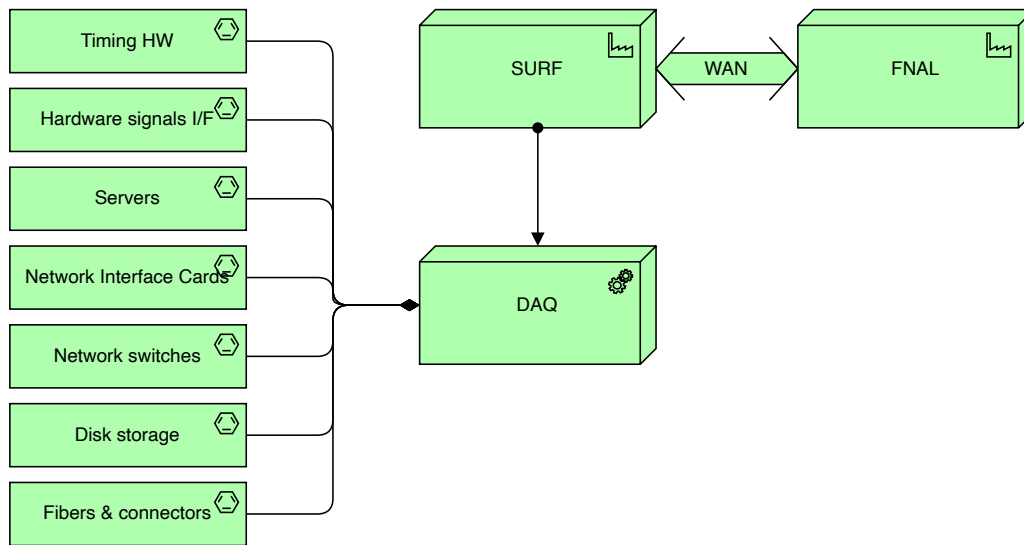 Timing HW
Hardware signals I/F
Servers
Network Interface Cards
Network switches
Disk storage
Fibers & connectors
SURF
WAN
FNAL
DAQ